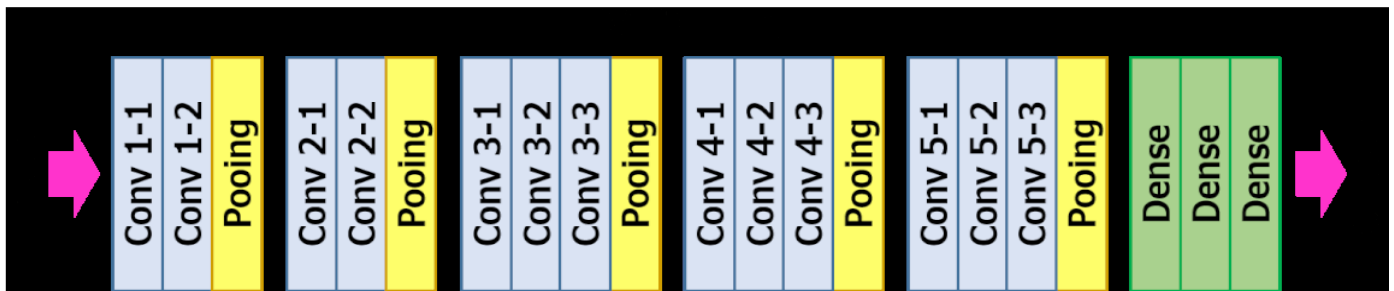 Conv 1-1
Conv 1-2
Pooing
Conv 2-1
Conv 2-2
Pooing
Conv 3-1
Conv 3-2
Conv 3-3
Pooing
Conv 4-1
Conv 4-2
Conv 4-3
Pooing
Conv 5-1
Conv 5-2
Conv 5-3
Pooing
Dense
Dense
Dense